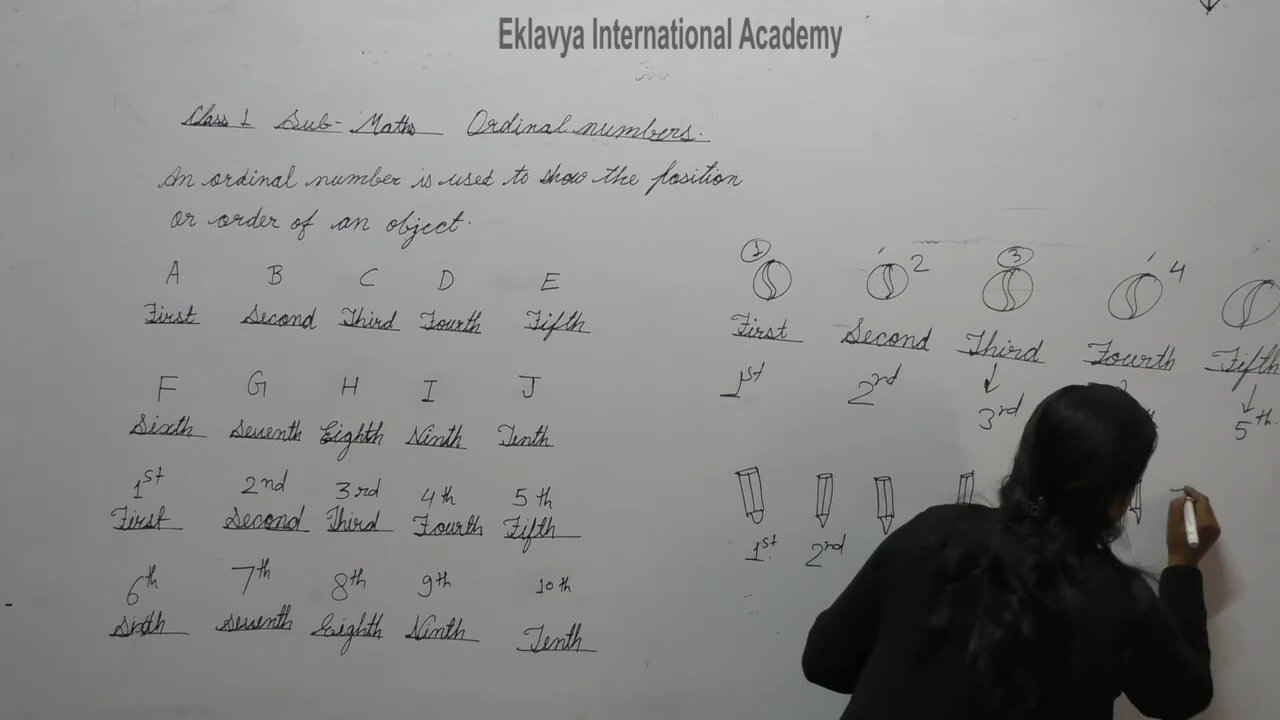 Eklavya International Academy
Class 1 Sub- Maths Ordinal numbers.
An ordinal number is used to show the position
or order of an object.
A B C D E
First Second Third Fourth Fifth
F G H I J
Sixth Seventh Eighth Ninth Tenth
1st 2nd 3rd 4th 5th
First Second Third Fourth Fifth
6th 7th 8th 9th 10th
Sixth Seventh Eighth Ninth Tenth
1 2 3 4
First Second Third Fourth Fifth
1st 2nd 3rd 5th.
1st 2nd